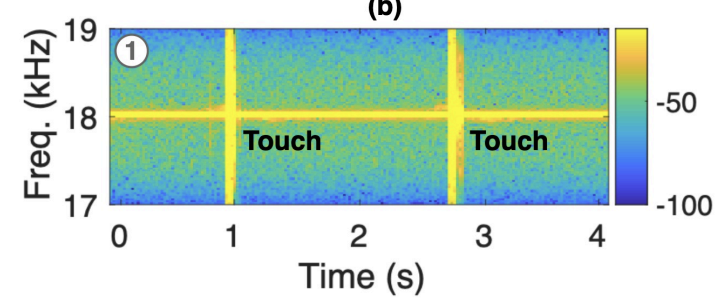 (b)
19
1
18
17
Freq. (kHz)
Touch
Touch
-50
-100
0 1 2 3 4
Time (s)